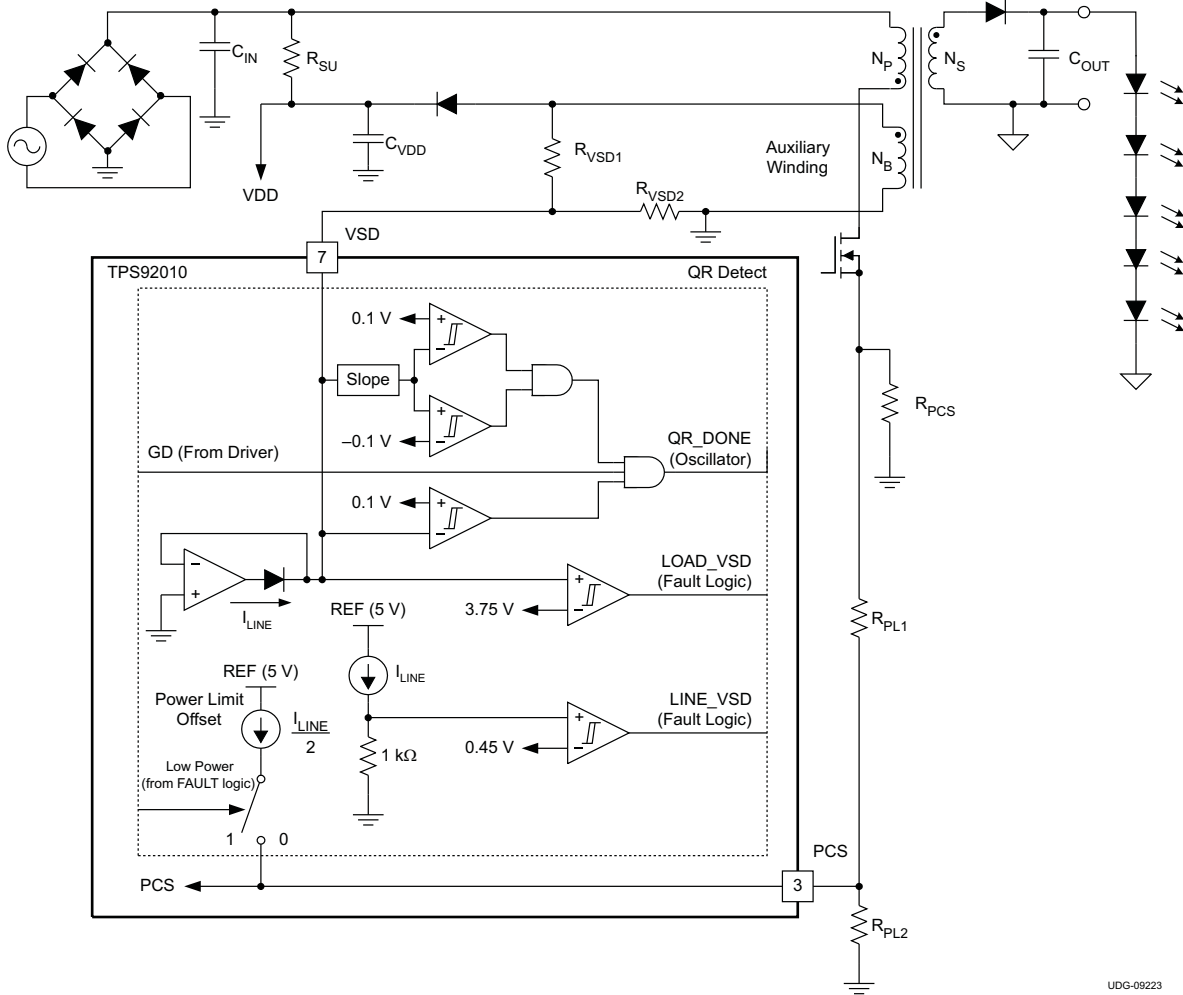 C_IN
R_SU
N_P
N_S
C_OUT
C_VDD
R_VSD1
Auxiliary
Winding
N_B
VDD
R_VSD2
VSD
7
TPS92010
QR Detect
0.1 V
+
–
Slope
+
–
–0.1 V
R_PCS
GD (From Driver)
QR_DONE
(Oscillator)
0.1 V
+
–
–
+
I_LINE
LOAD_VSD
(Fault Logic)
+
–
3.75 V
REF (5 V)
I_LINE
R_PL1
REF (5 V)
Power Limit
Offset
I_LINE
2
LINE_VSD
(Fault Logic)
+
–
0.45 V
1 kΩ
Low Power
(from FAULT logic)
1
0
PCS
PCS
3
R_PL2
UDG-09223